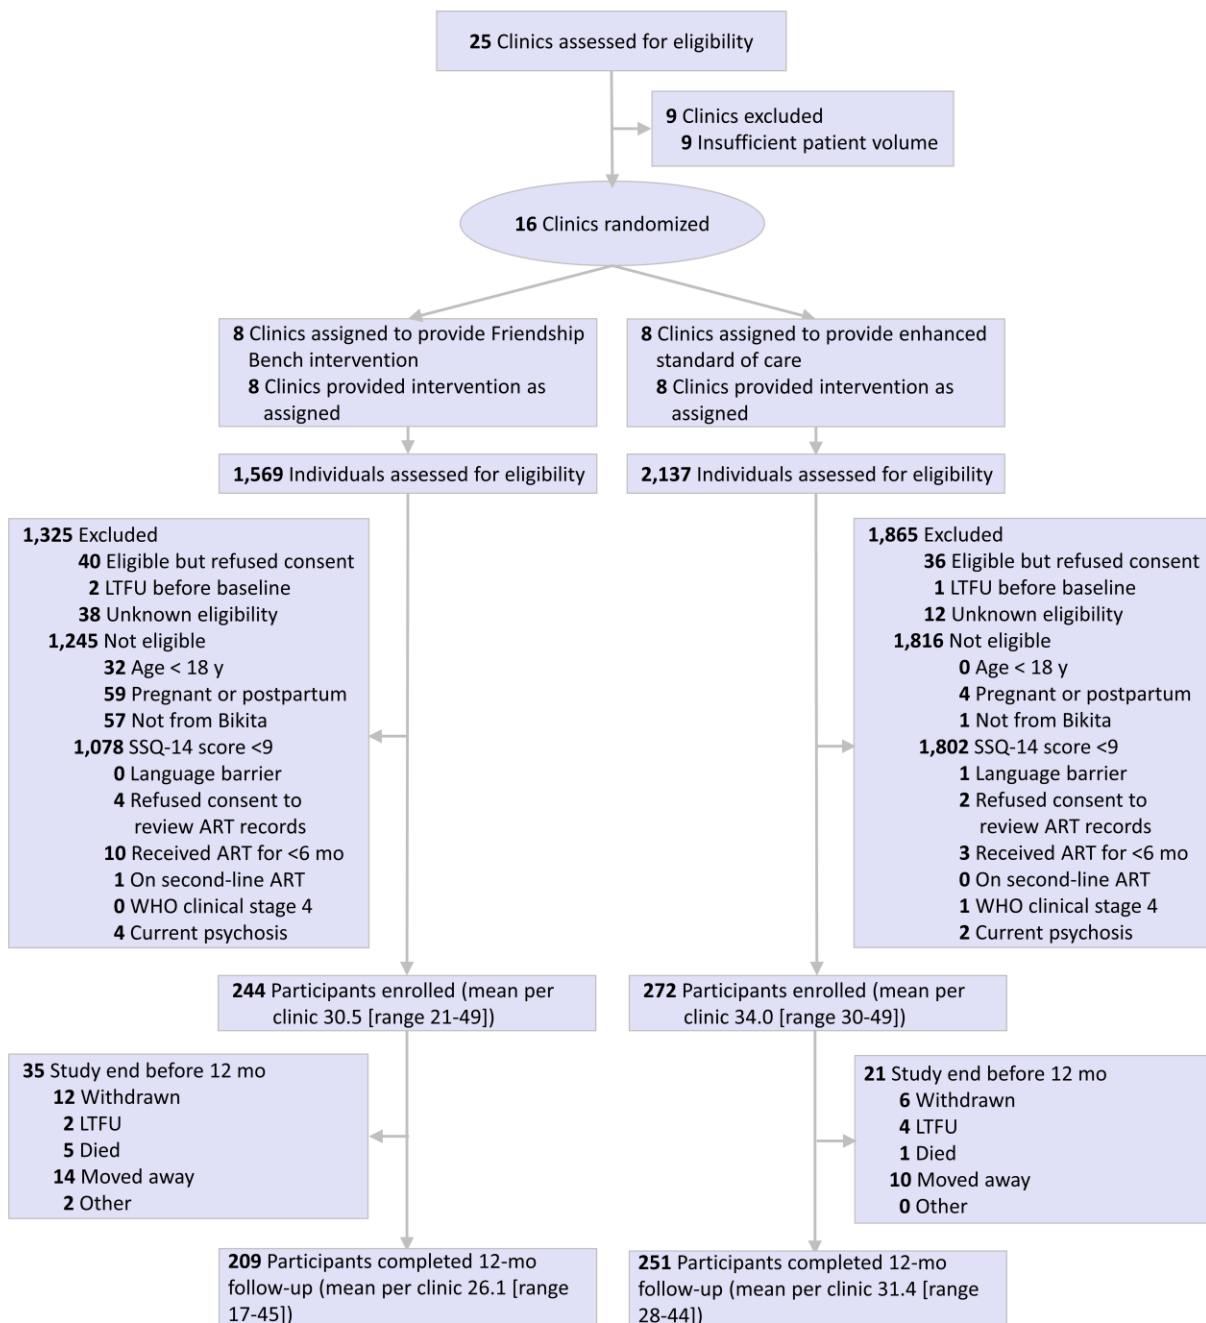 25 Clinics assessed for eligibility
9 Clinics excluded
9 Insufficient patient volume
16 Clinics randomized
8 Clinics assigned to provide Friendship
Bench intervention
8 Clinics provided intervention as
assigned
8 Clinics assigned to provide enhanced
standard of care
8 Clinics provided intervention as
assigned
1,569 Individuals assessed for eligibility
2,137 Individuals assessed for eligibility
1,325 Excluded
40 Eligible but refused consent
2 LTFU before baseline
38 Unknown eligibility
1,245 Not eligible
32 Age < 18 y
59 Pregnant or postpartum
57 Not from Bikita
1,078 SSQ-14 score <9
0 Language barrier
4 Refused consent to
review ART records
10 Received ART for <6 mo
1 On second-line ART
0 WHO clinical stage 4
4 Current psychosis
1,865 Excluded
36 Eligible but refused consent
1 LTFU before baseline
12 Unknown eligibility
1,816 Not eligible
0 Age < 18 y
4 Pregnant or postpartum
1 Not from Bikita
1,802 SSQ-14 score <9
1 Language barrier
2 Refused consent to
review ART records
3 Received ART for <6 mo
0 On second-line ART
1 WHO clinical stage 4
2 Current psychosis
244 Participants enrolled (mean per
clinic 30.5 [range 21-49])
272 Participants enrolled (mean per
clinic 34.0 [range 30-49])
35 Study end before 12 mo
12 Withdrawn
2 LTFU
5 Died
14 Moved away
2 Other
21 Study end before 12 mo
6 Withdrawn
4 LTFU
1 Died
10 Moved away
0 Other
209 Participants completed 12-mo
follow-up (mean per clinic 26.1 [range
17-45])
251 Participants completed 12-mo
follow-up (mean per clinic 31.4 [range
28-44])